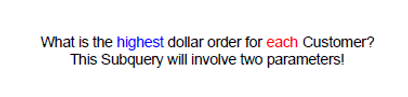 What is the highest dollar order for each Customer?
This Subquery will involve two parameters!